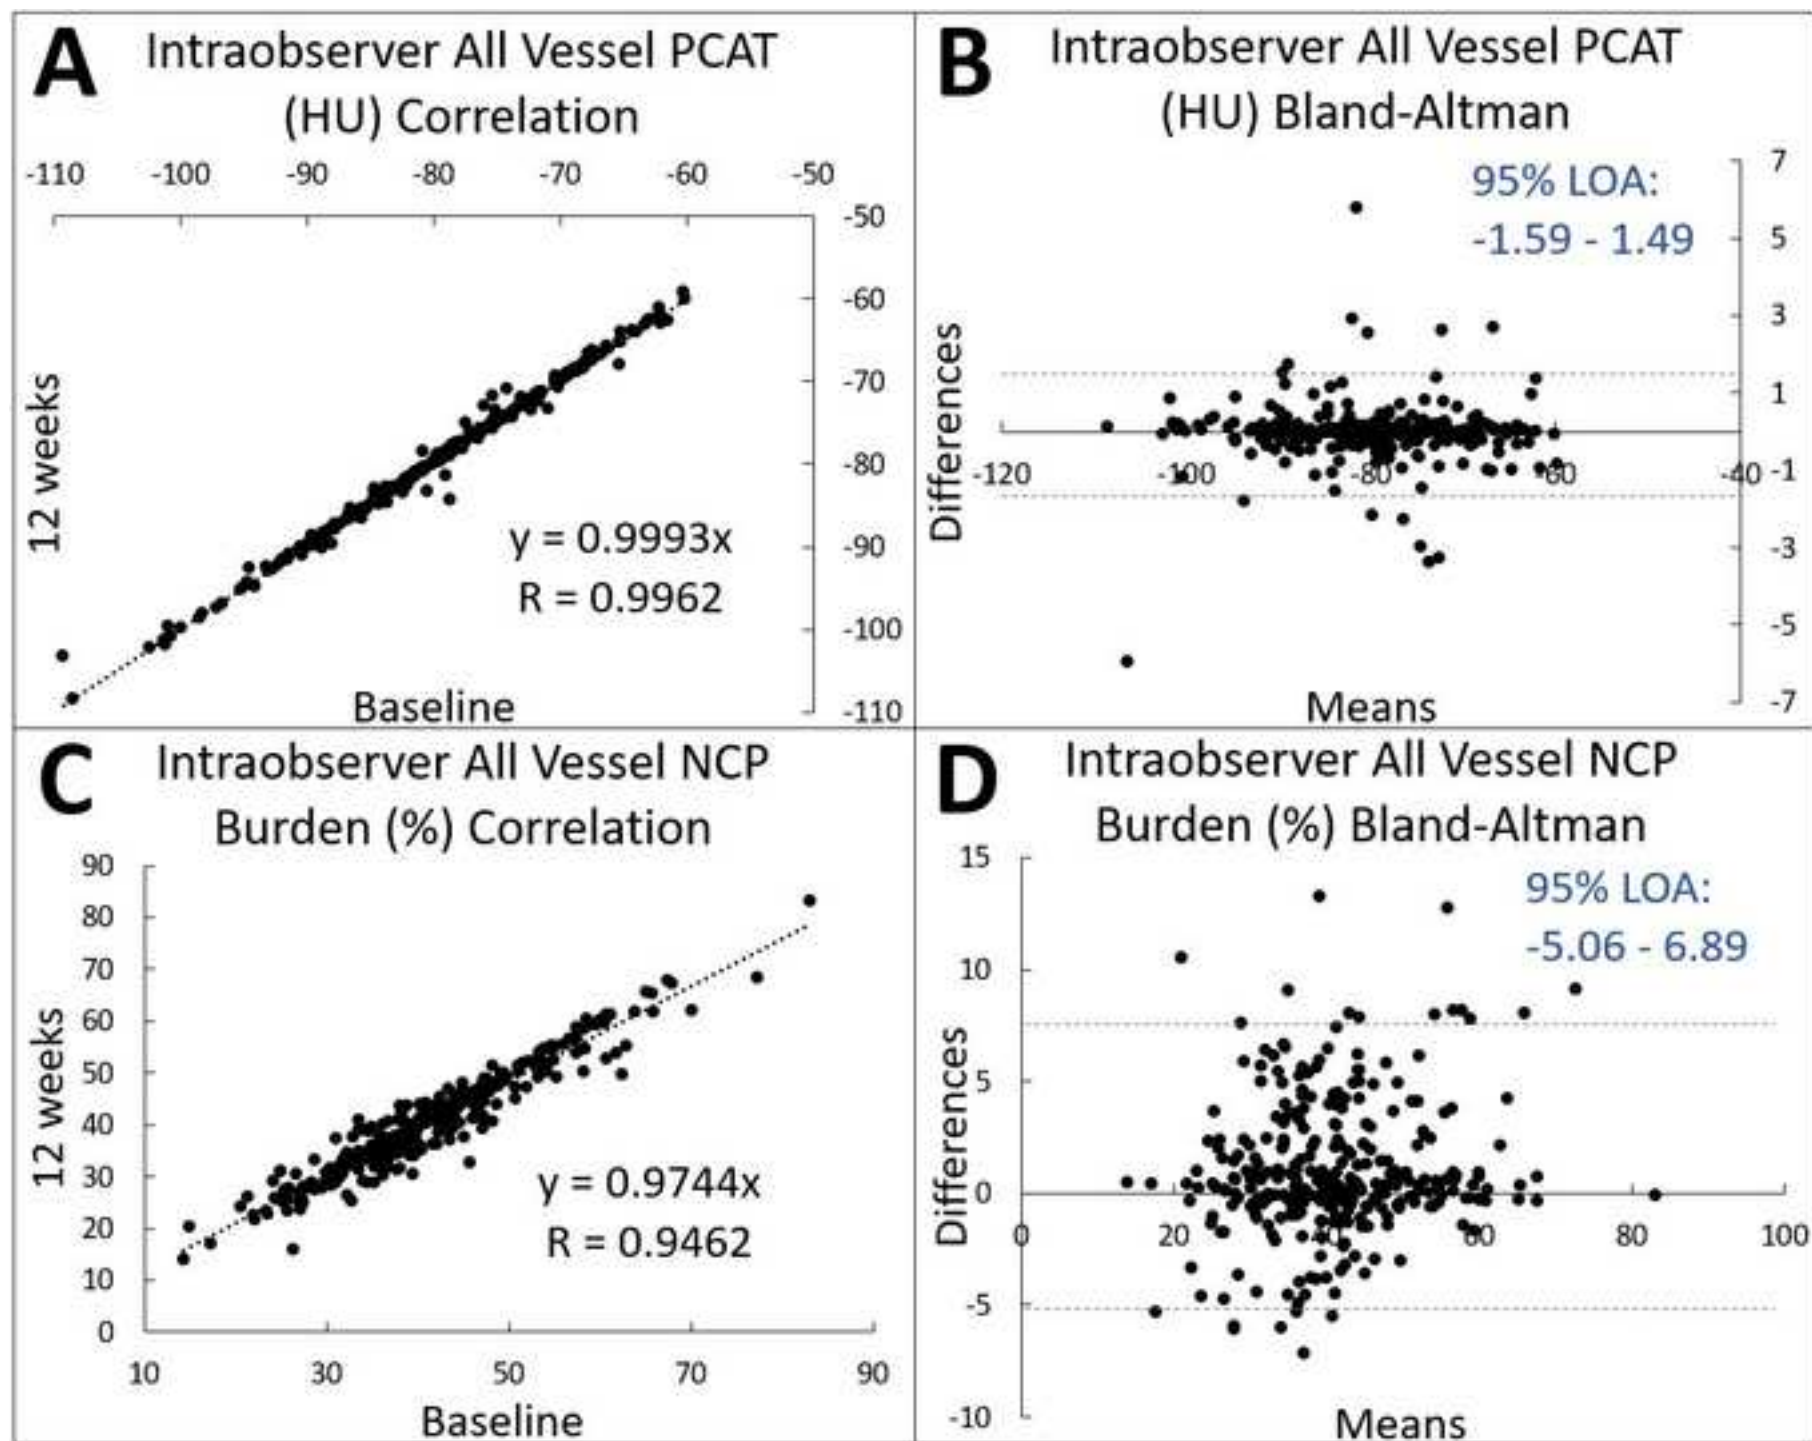 A
Intraobserver All Vessel PCAT
(HU) Correlation
-110 -100 -90 -80 -70 -60 -50
-50
-60
-70
-80
-90
-100
-110
12 weeks
y = 0.9993x
R = 0.9962
Baseline
B
Intraobserver All Vessel PCAT
(HU) Bland-Altman
95% LOA:
-1.59 - 1.49
7
5
3
1
-1
-3
-5
-7
Differences
-120 -100 -80 -60 -40
Means
C
Intraobserver All Vessel NCP
Burden (%) Correlation
90
80
70
60
50
40
30
20
10
0
12 weeks
y = 0.9744x
R = 0.9462
10 30 50 70 90
Baseline
D
Intraobserver All Vessel NCP
Burden (%) Bland-Altman
95% LOA:
-5.06 - 6.89
15
10
5
0
-5
-10
Differences
0 20 40 60 80 100
Means